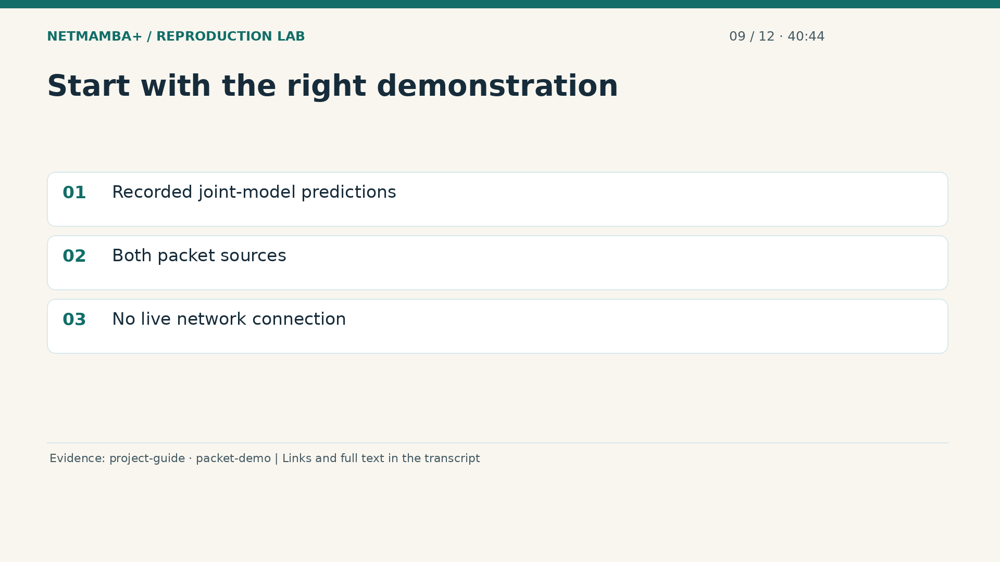 NETMAMBA+ / REPRODUCTION LAB
09 / 12 · 40:44
Start with the right demonstration
01 Recorded joint-model predictions
02 Both packet sources
03 No live network connection
Evidence: project-guide · packet-demo | Links and full text in the transcript